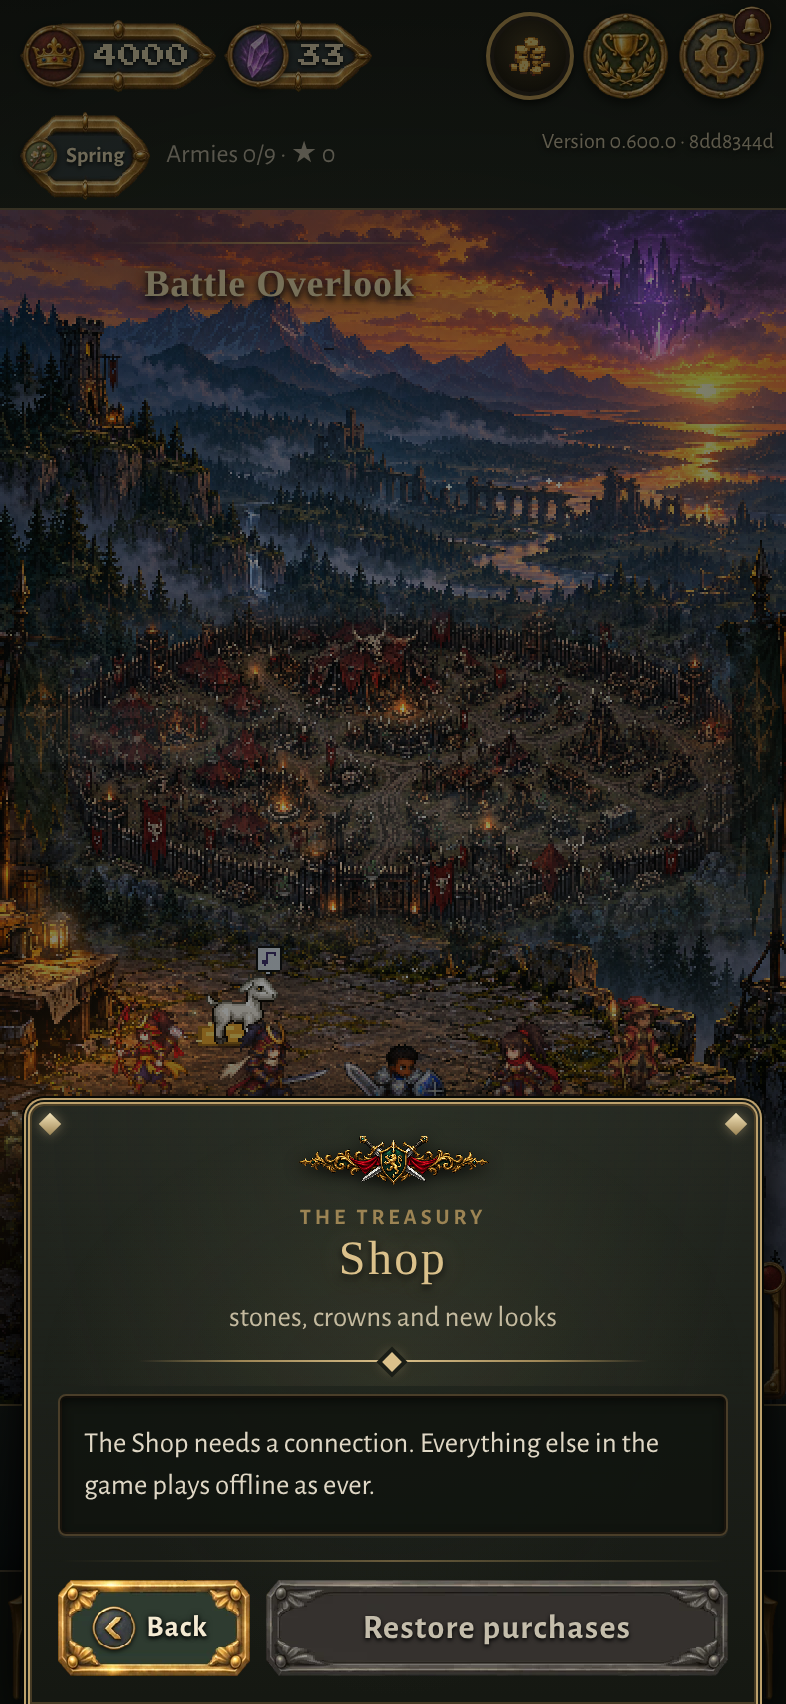 4000
33
Spring
Armies 0/9 · ★ 0
Version 0.600.0 · 8dd8344d
Battle Overlook
THE TREASURY
Shop
stones, crowns and new looks
The Shop needs a connection. Everything else in the
game plays offline as ever.
Back
Restore purchases